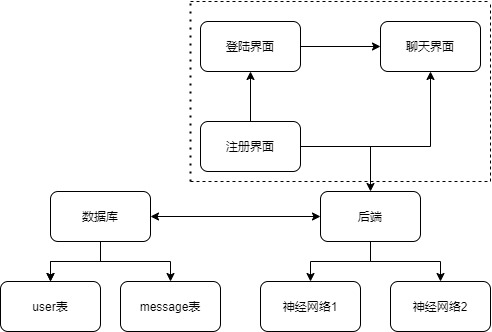 登陆界面
聊天界面
注册界面
数据库
后端
user表
message表
神经网络1
神经网络2